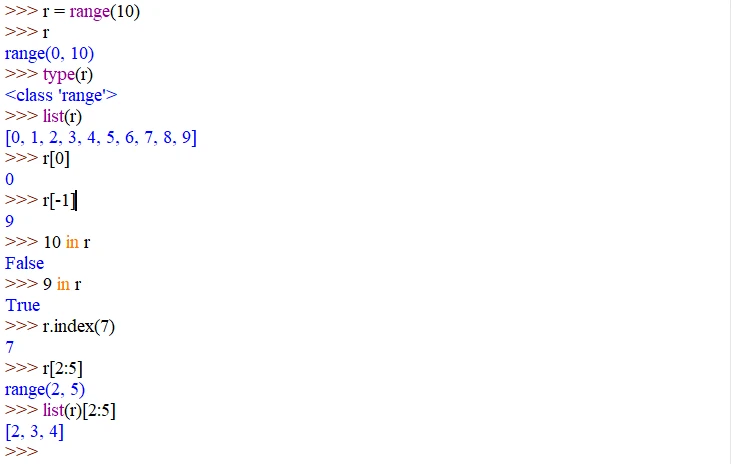 >>> r = range(10)
>>> r
range(0, 10)
>>> type(r)
<class 'range'>
>>> list(r)
[0, 1, 2, 3, 4, 5, 6, 7, 8, 9]
>>> r[0]
0
>>> r[-1]
9
>>> 10 in r
False
>>> 9 in r
True
>>> r.index(7)
7
>>> r[2:5]
range(2, 5)
>>> list(r)[2:5]
[2, 3, 4]
>>>